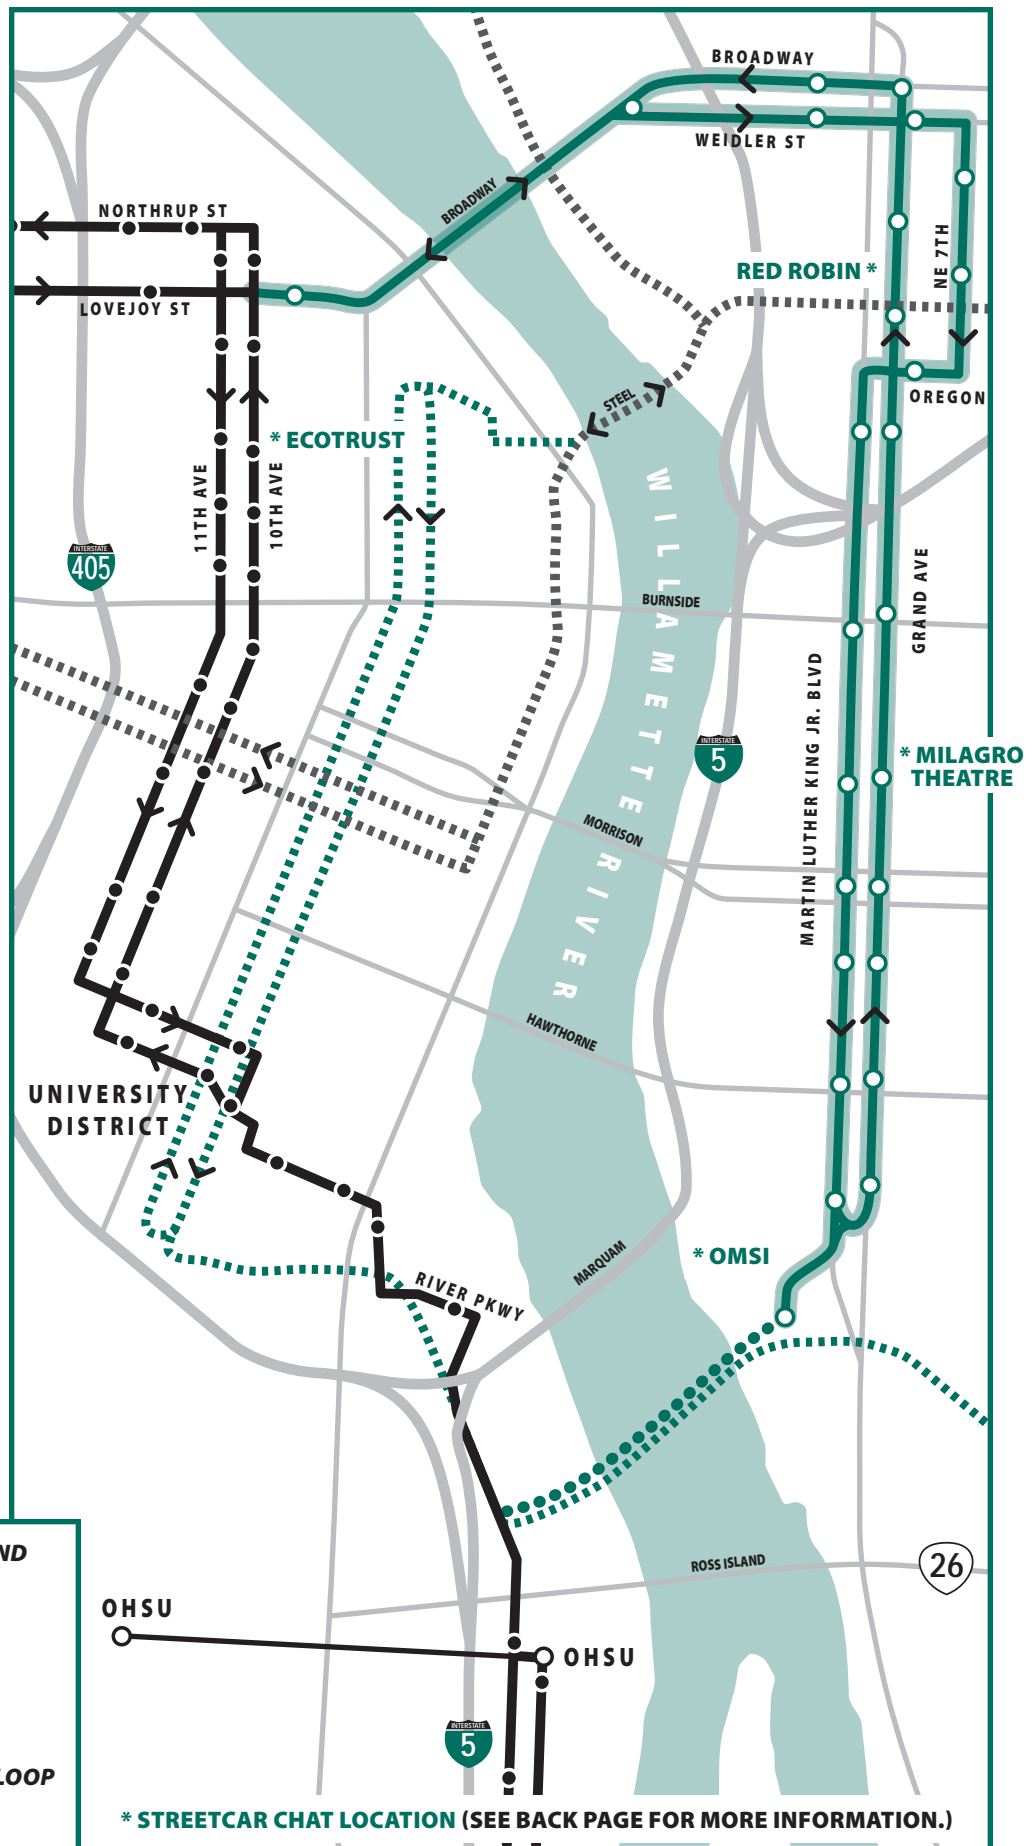 BROADWAY
WEIDLER ST
BROADWAY
NORTHRUP ST
NE 7TH
RED ROBIN *
LOVEJOY ST
STEEL
OREGON
* ECOTRUST
11TH AVE
10TH AVE
INTERSTATE
405
WILLAMETTE RIVER
BURNSIDE
GRAND AVE
MARTIN LUTHER KING JR. BLVD
INTERSTATE
5
* MILAGRO
THEATRE
MORRISON
HAWTHORNE
UNIVERSITY
DISTRICT
MARQUAM
* OMSI
RIVER PKWY
ND
ROSS ISLAND
26
OHSU
OHSU
INTERSTATE
5
LOOP
* STREETCAR CHAT LOCATION (SEE BACK PAGE FOR MORE INFORMATION.)